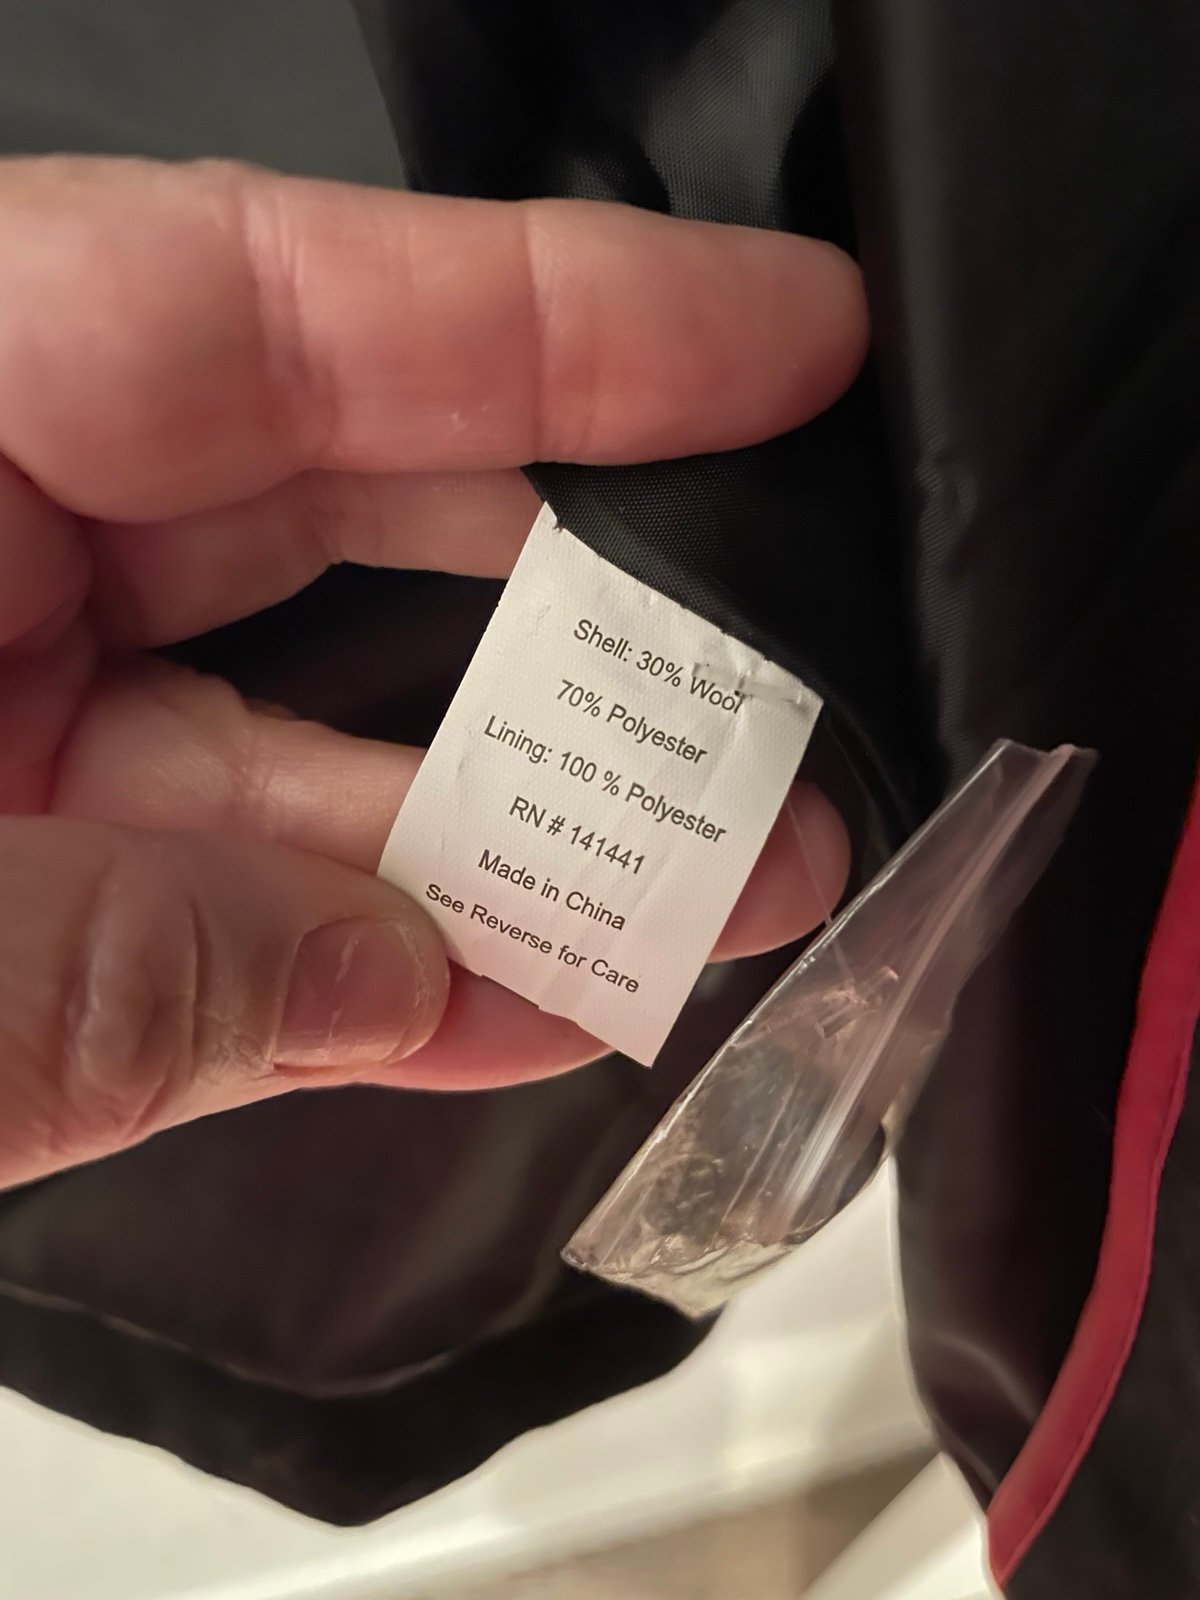 Shell: 30% Wool
70% Polyester
Lining: 100 % Polyester
RN # 141441
Made in China
See Reverse for Care